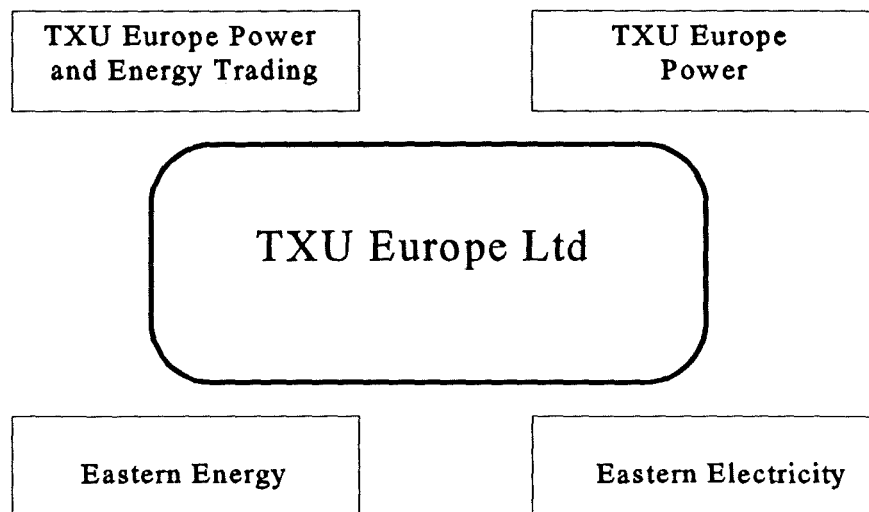 TXU Europe Power
and Energy Trading
TXU Europe
Power
TXU Europe Ltd
Eastern Energy
Eastern Electricity